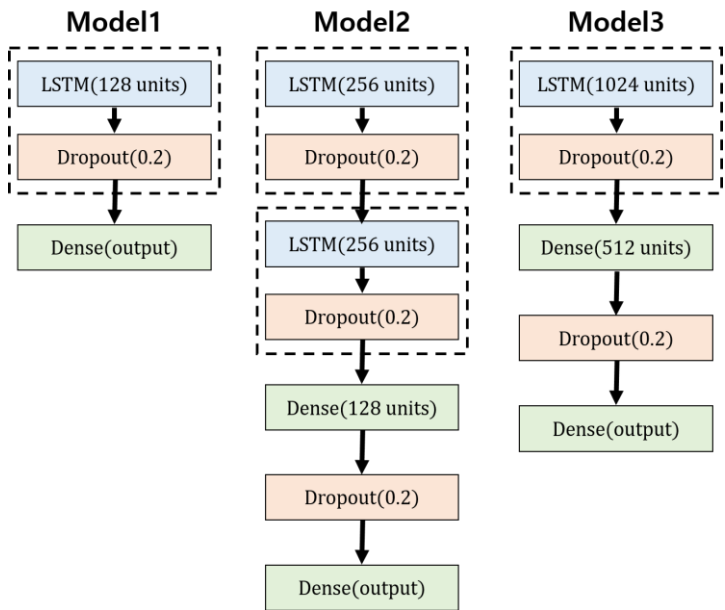 Model1
LSTM(128 units)
Dropout(0.2)
Dense(output)
Model2
LSTM(256 units)
Dropout(0.2)
LSTM(256 units)
Dropout(0.2)
Dense(128 units)
Dropout(0.2)
Dense(output)
Model3
LSTM(1024 units)
Dropout(0.2)
Dense(512 units)
Dropout(0.2)
Dense(output)